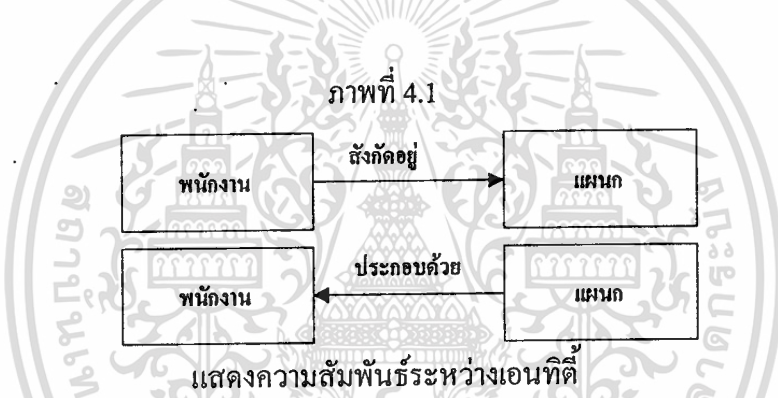 ภาพที่ 4.1
สังกัดอยู่
พนักงาน
แผนก
ประกอบด้วย
พนักงาน
แผนก
แสดงความสัมพันธ์ระหว่างเอนทิตี้